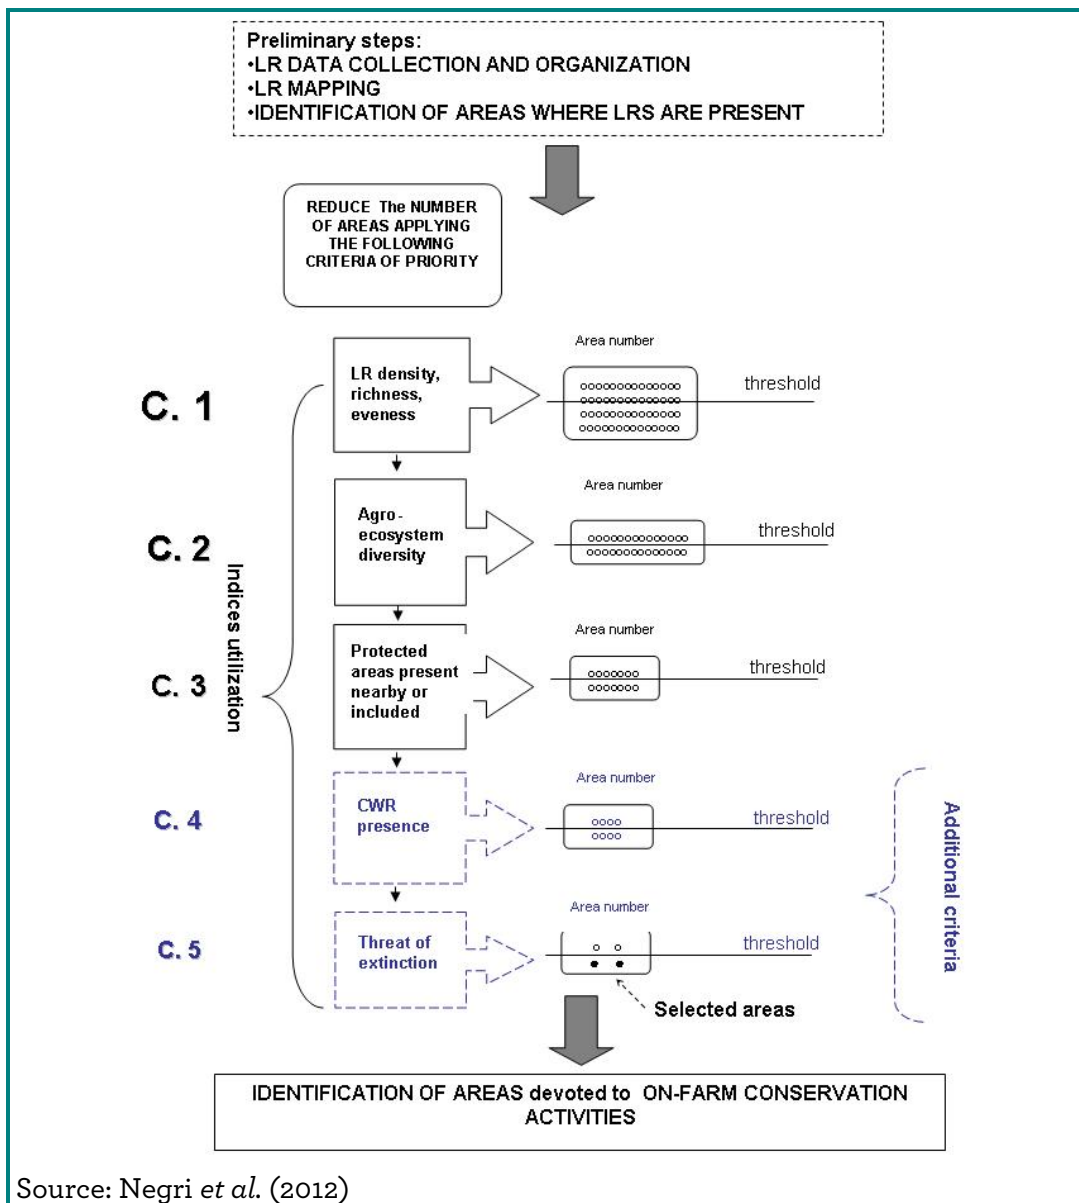 Preliminary steps:
•LR DATA COLLECTION AND ORGANIZATION
•LR MAPPING
•IDENTIFICATION OF AREAS WHERE LRS ARE PRESENT
REDUCE The NUMBER
OF AREAS APPLYING
THE FOLLOWING
CRITERIA OF PRIORITY
C. 1
LR density,
richness,
eveness
Area number
threshold
C. 2
Agro-
ecosystem
diversity
Area number
threshold
Indices utilization
C. 3
Protected
areas present
nearby or
included
Area number
threshold
C. 4
CWR
presence
Area number
threshold
Additional criteria
C. 5
Threat of
extinction
Area number
threshold
Selected areas
IDENTIFICATION OF AREAS devoted to ON-FARM CONSERVATION
ACTIVITIES
Source: Negri et al. (2012)